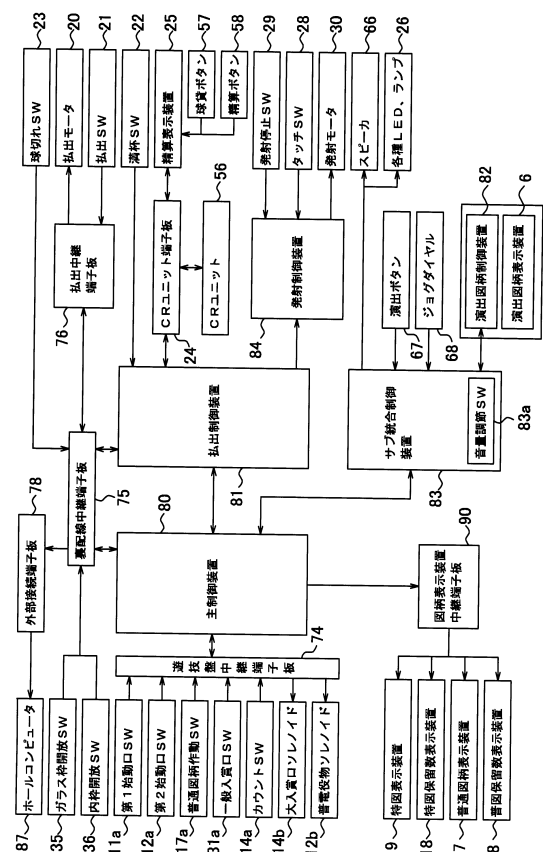 23
球切れSW
20
払出モータ
21
払出SW
22
満杯SW
25
精算表示装置
57
球貸ボタン
58
精算ボタン
29
発射停止SW
28
タッチSW
30
発射モータ
66
スピーカ
26
各種LED、ランプ
払出中継
端子板
76
CRユニット端子板
24
56
CRユニット
発射制御装置
84
演出ボタン
67
ジョグダイヤル
68
82
演出図柄制御装置
6
演出図柄表示装置
78
外部接続端子板
裏配線中継端子板
75
払出制御装置
81
サブ統合制御
装置
音量調節SW
83a
83
80
主制御装置
90
図柄表示装置
中継端子板
74
遊技盤中継端子板
87
ホールコンピュータ
35
ガラス枠開放SW
36
内枠開放SW
11a
第1始動口SW
12a
第2始動口SW
17a
普通図柄作動SW
31a
一般入賞口SW
14a
カウントSW
14b
大入賞口ソレノイド
12b
普電役物ソレノイド
9
特図表示装置
18
特図保留数表示装置
7
普通図柄表示装置
8
普図保留数表示装置